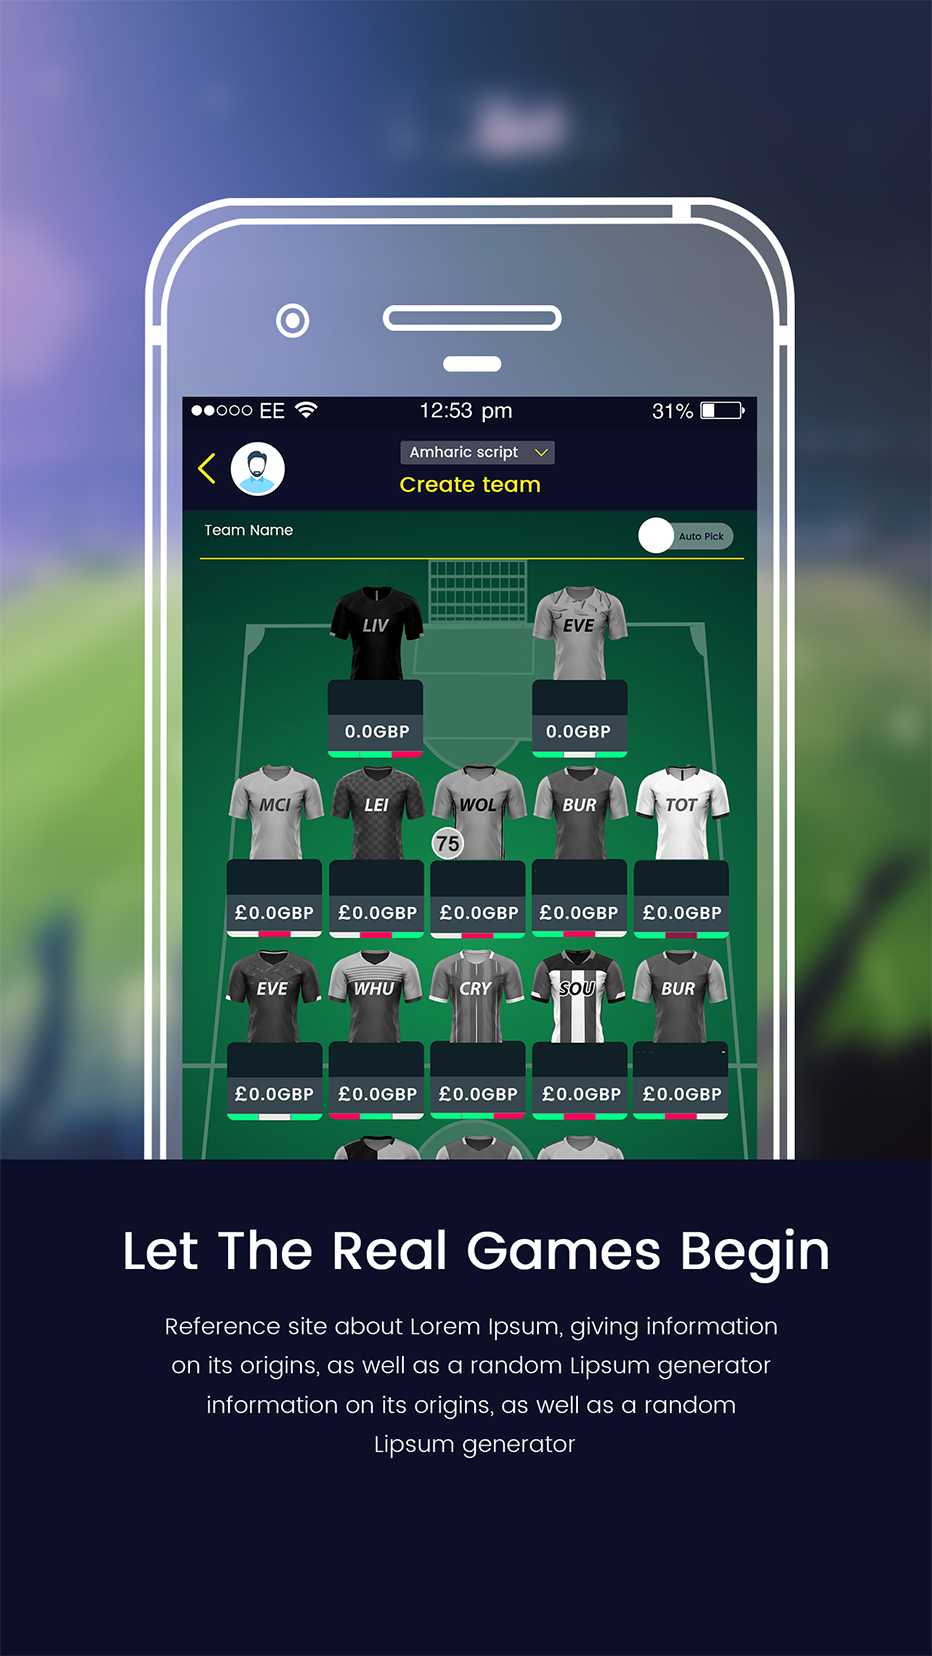 EE 12:53 pm 31%
Amharic script
Create team
Team Name Auto Pick
LIV EVE
0.0GBP 0.0GBP
MCI LEI WOL BUR TOT
75
£0.0GBP £0.0GBP £0.0GBP £0.0GBP £0.0GBP
EVE WHU CRY SOU BUR
£0.0GBP £0.0GBP £0.0GBP £0.0GBP £0.0GBP
Let The Real Games Begin
Reference site about Lorem Ipsum, giving information
on its origins, as well as a random Lipsum generator
information on its origins, as well as a random
Lipsum generator